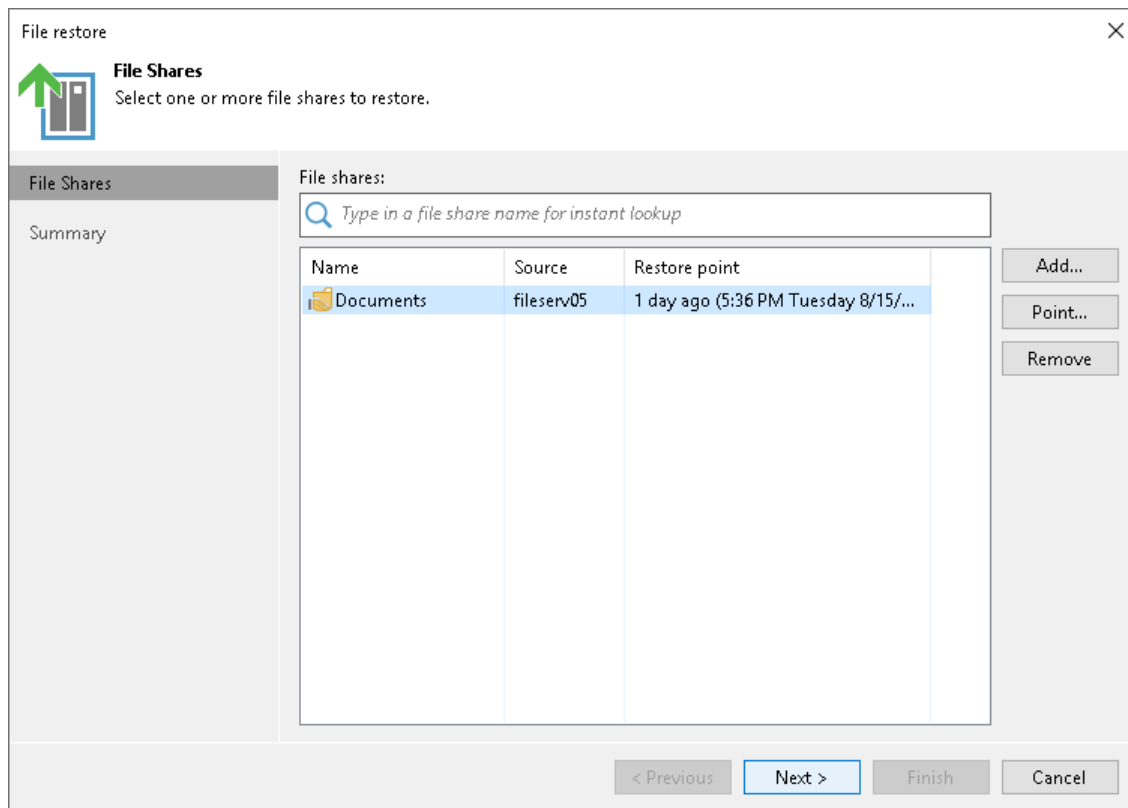 File restore
File Shares
Select one or more file shares to restore.
File Shares
Summary
File shares:
Type in a file share name for instant lookup
Name Source Restore point
Documents fileserv05 1 day ago (5:36 PM Tuesday 8/15/...
Add...
Point...
Remove
< Previous Next > Finish Cancel